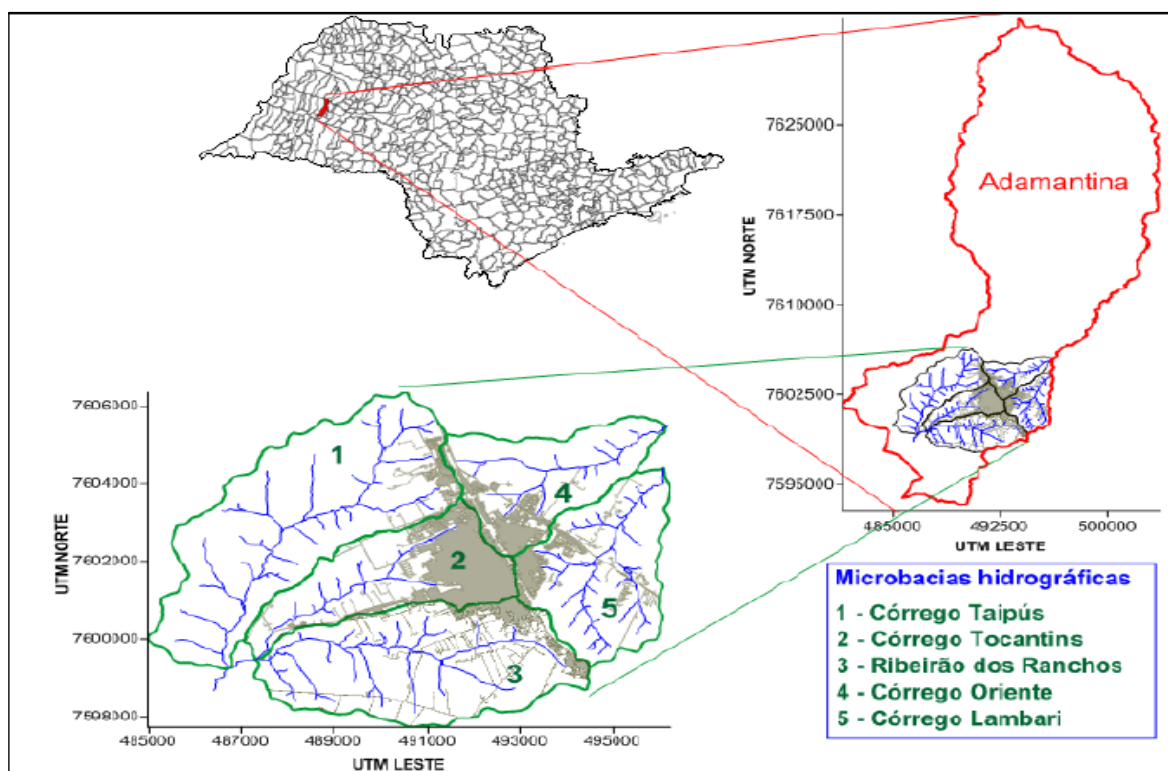 7625000
Adamantina
7617500
UTN NORTE
7610000
7602500
7595000
485000 492500 500000
UTM LESTE
7606000
7604000
7602000
7600000
7598000
UTM NORTE
1
4
2
5
3
485000 487000 489000 491000 493000 495000
UTM LESTE
Microbacias hidrográficas
1 - Córrego Taipús
2 - Córrego Tocantins
3 - Ribeirão dos Ranchos
4 - Córrego Oriente
5 - Córrego Lambari